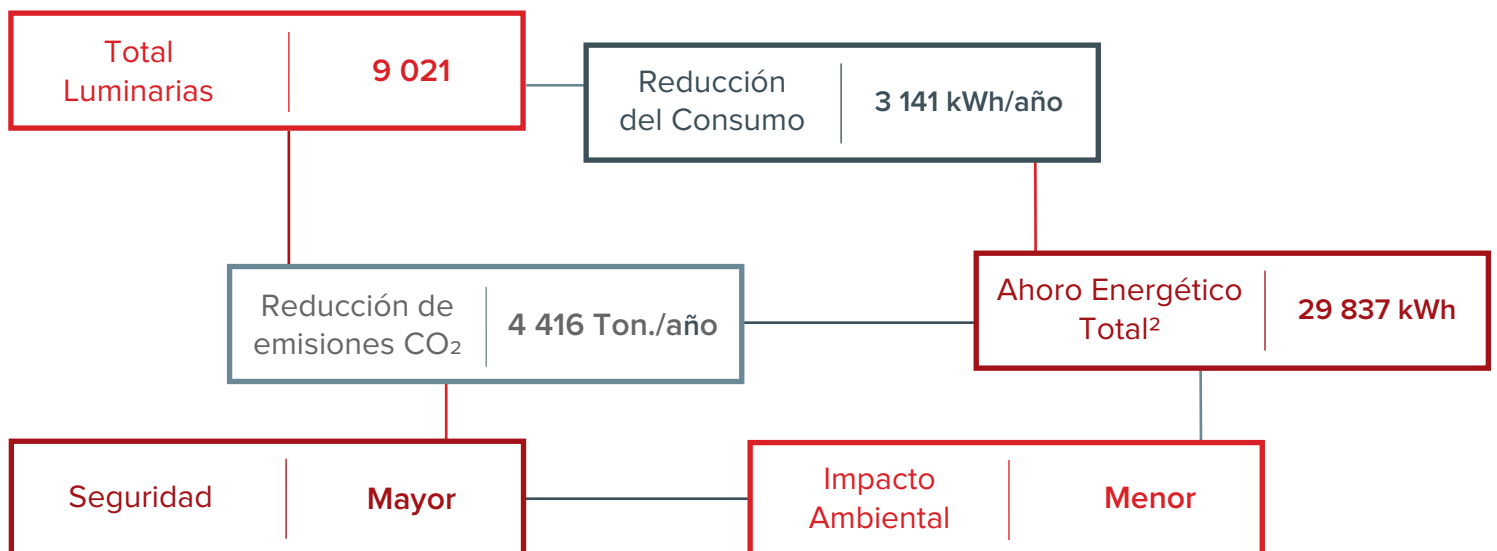 Total
Luminarias
9 021
Reducción
del Consumo
3 141 kWh/año
Reducción de
emisiones CO₂
4 416 Ton./año
Ahoro Energético
Total²
29 837 kWh
Seguridad
Mayor
Impacto
Ambiental
Menor